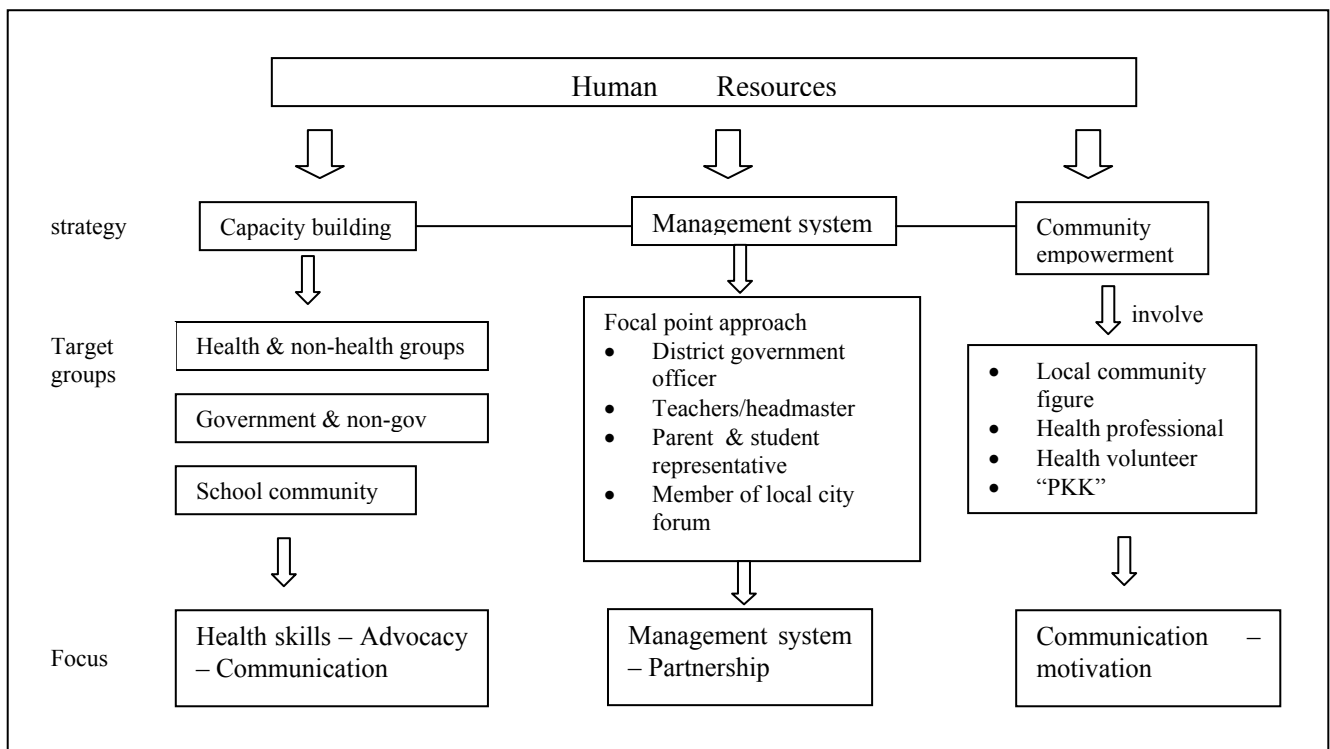 Human Resources
strategy
Capacity building
Management system
Community
empowerment
Target
groups
Health & non-health groups
Government & non-gov
School community
Focal point approach
• District government
officer
• Teachers/headmaster
• Parent & student
representative
• Member of local city
forum
involve
• Local community
figure
• Health professional
• Health volunteer
• “PKK”
Focus
Health skills – Advocacy
– Communication
Management system
– Partnership
Communication –
motivation